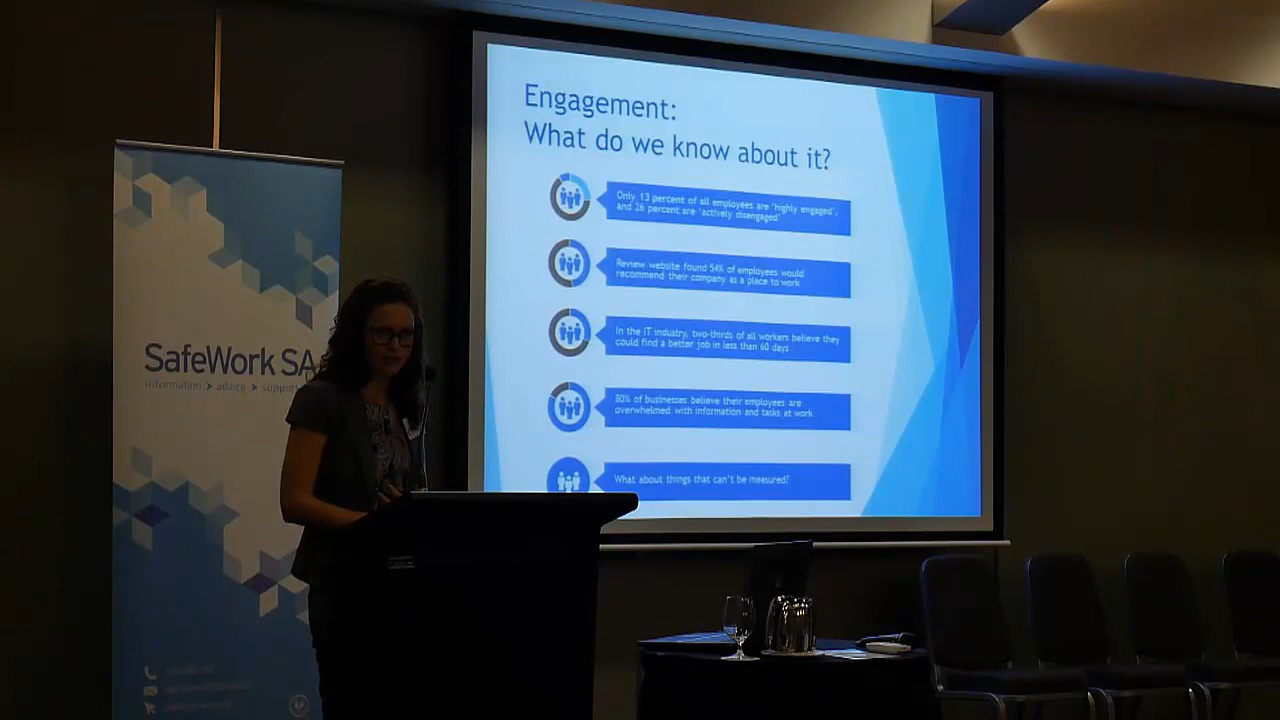 Engagement:
What do we know about it?
Only 13 percent of all employees are 'highly engaged';
and 26 percent are 'actively disengaged'
Review website found 54% of employees would
recommend their company as a place to work
In the IT industry, two-thirds of all workers believe they
could find a better job in less than 60 days
80% of businesses believe their employees are
overwhelmed with information and tasks at work
What about things that can't be measured?
SafeWork SA
information > advice > support